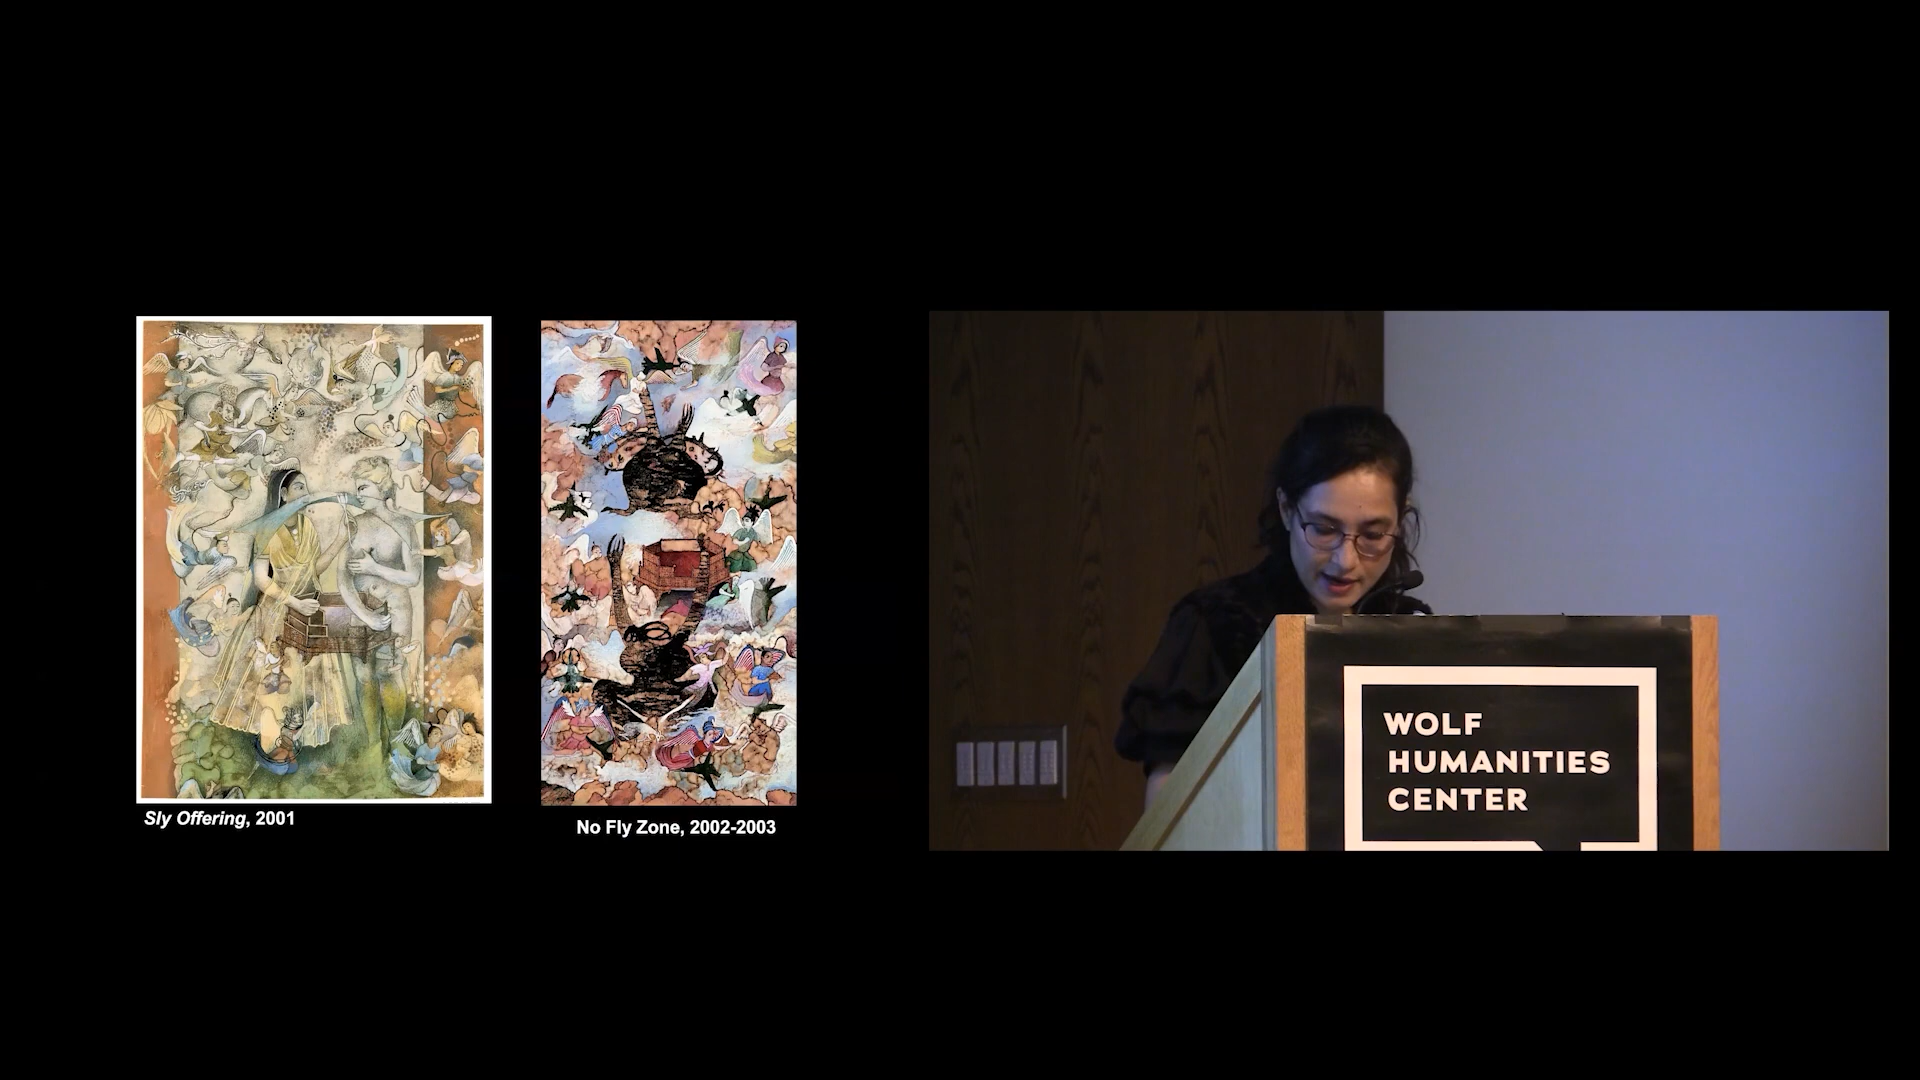 Sly Offering, 2001
No Fly Zone, 2002-2003
WOLF
HUMANITIES
CENTER